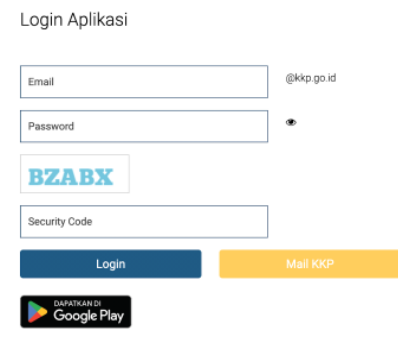 Login Aplikasi
Email @kkp.go.id
Password
BZABX
Security Code
Login Mail KKP
DAPATKAN DI
Google Play